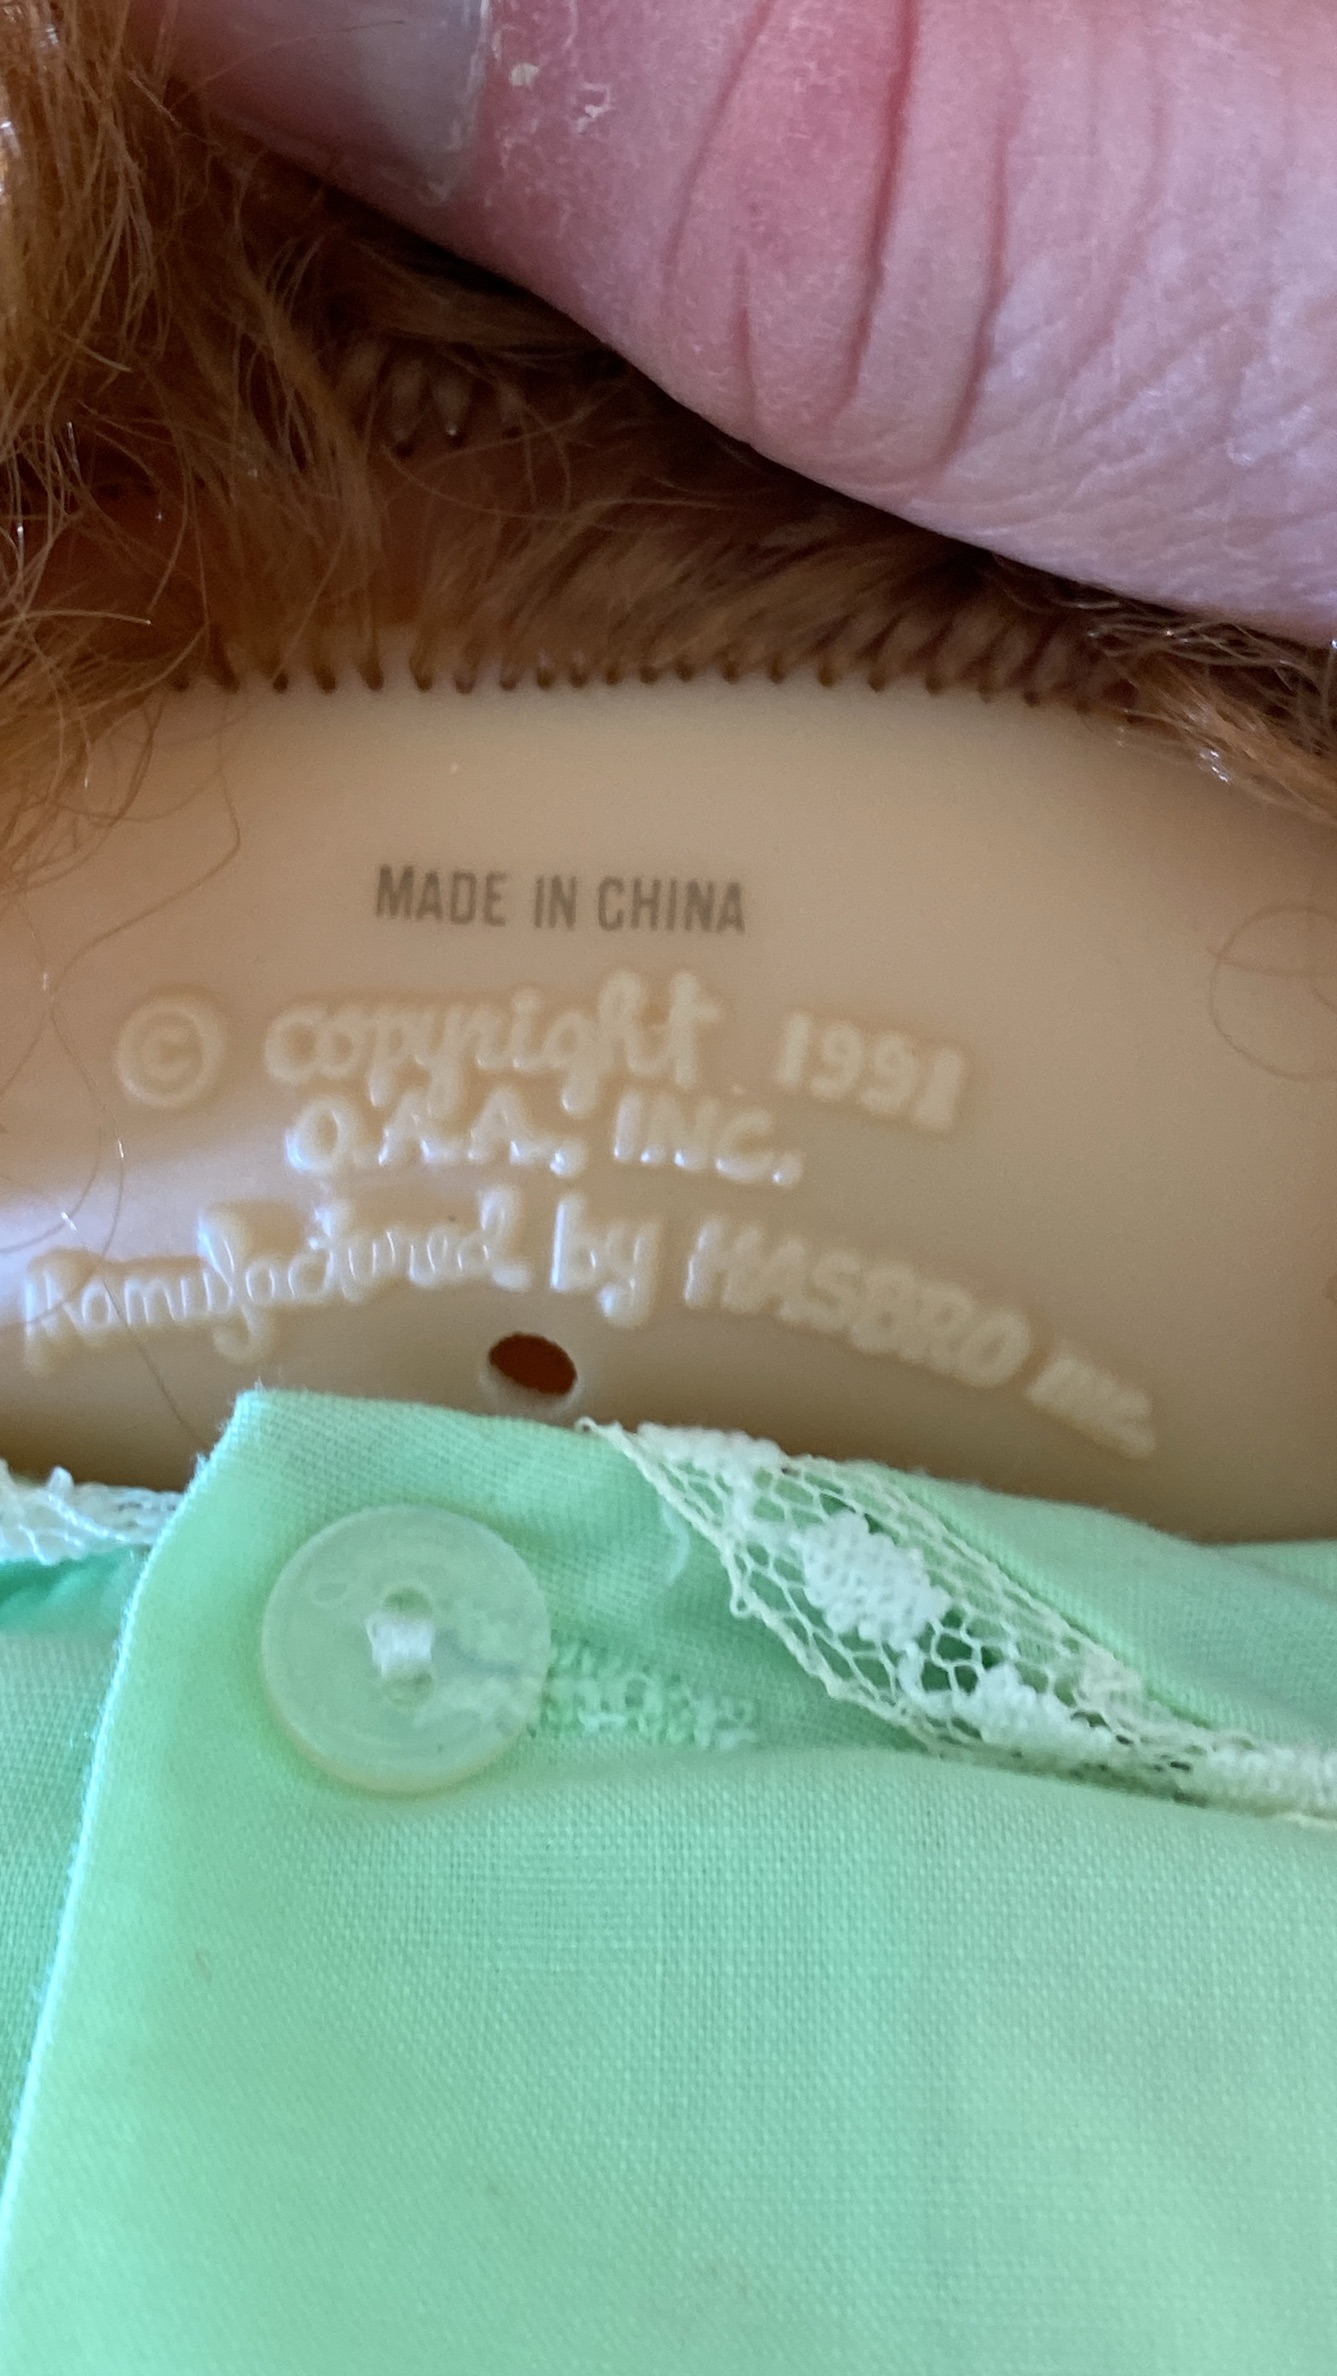 MADE IN CHINA
© copyright 1991
O.A.A., INC.
Manufactured by HASBRO INC.